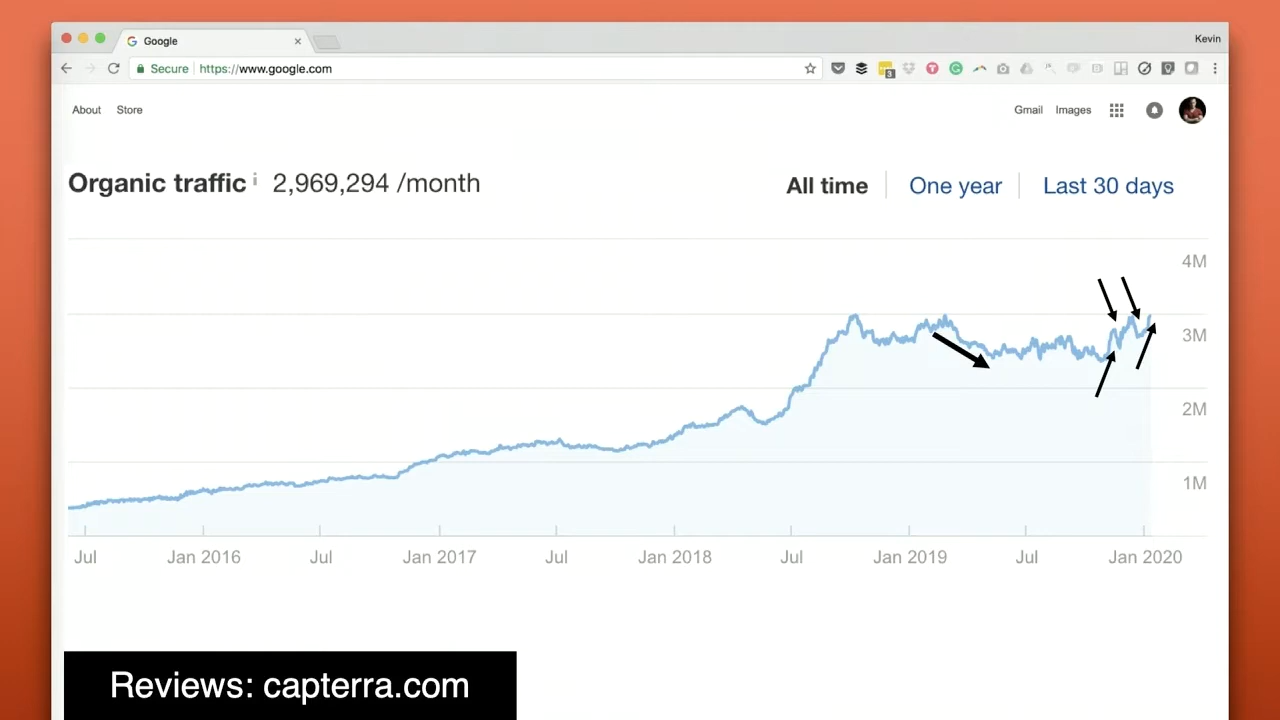 Google
Kevin
Secure https://www.google.com
3
About Store
Gmail Images
Organic traffic i 2,969,294 /month
All time One year Last 30 days
4M
3M
2M
1M
Jul Jan 2016 Jul Jan 2017 Jul Jan 2018 Jul Jan 2019 Jul Jan 2020
Reviews: capterra.com